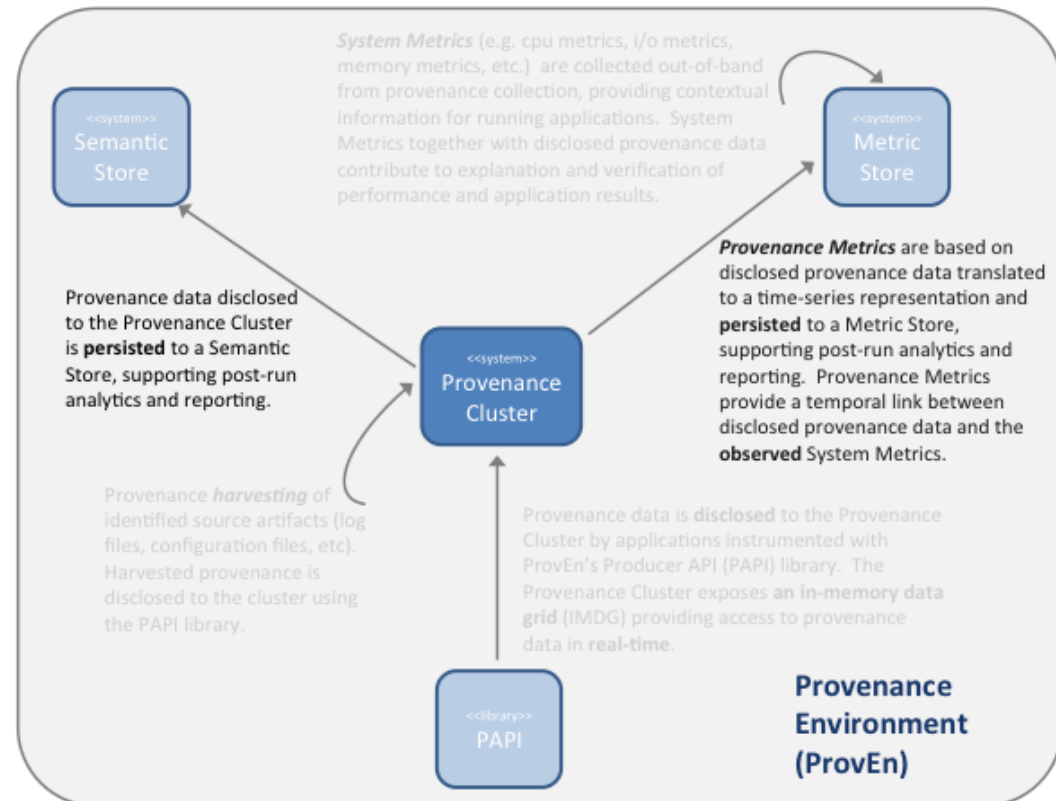 System Metrics (e.g. cpu metrics, i/o metrics,
memory metrics, etc.) are collected out-of-band
from provenance collection, providing contextual
information for running applications. System
Metrics together with disclosed provenance data
contribute to explanation and verification of
performance and application results.
<<system>>
Semantic
Store
<<system>>
Metric
Store
Provenance data disclosed
to the Provenance Cluster
is persisted to a Semantic
Store, supporting post-run
analytics and reporting.
<<system>>
Provenance
Cluster
Provenance Metrics are based on
disclosed provenance data translated
to a time-series representation and
persisted to a Metric Store,
supporting post-run analytics and
reporting. Provenance Metrics
provide a temporal link between
disclosed provenance data and the
observed System Metrics.
Provenance harvesting of
identified source artifacts (log
files, configuration files, etc).
Harvested provenance is
disclosed to the cluster using
the PAPI library.
Provenance data is disclosed to the Provenance
Cluster by applications instrumented with
ProvEn's Producer API (PAPI) library. The
Provenance Cluster exposes an in-memory data
grid (IMDG) providing access to provenance
data in real-time.
<<library>>
PAPI
Provenance
Environment
(ProvEn)